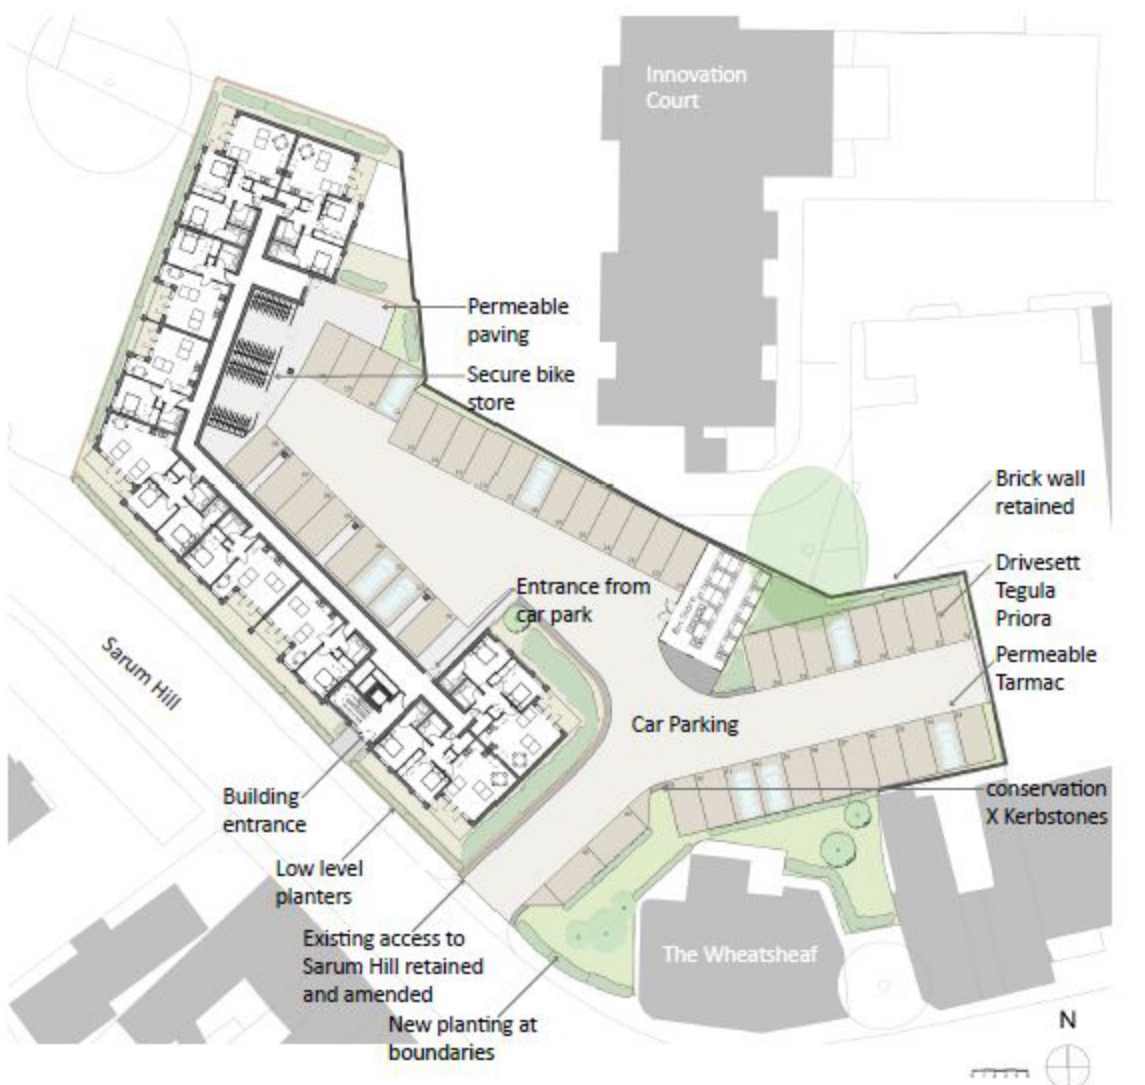 Innovation
Court
Permeable
paving
Secure bike
store
Brick wall
retained
Drivesett
Tegula
Priora
Entrance from
car park
Permeable
Tarmac
Sarum Hill
Car Parking
Building
entrance
conservation
X Kerbstones
Low level
planters
Existing access to
Sarum Hill retained
and amended
The Wheatsheaf
New planting at
boundaries
N